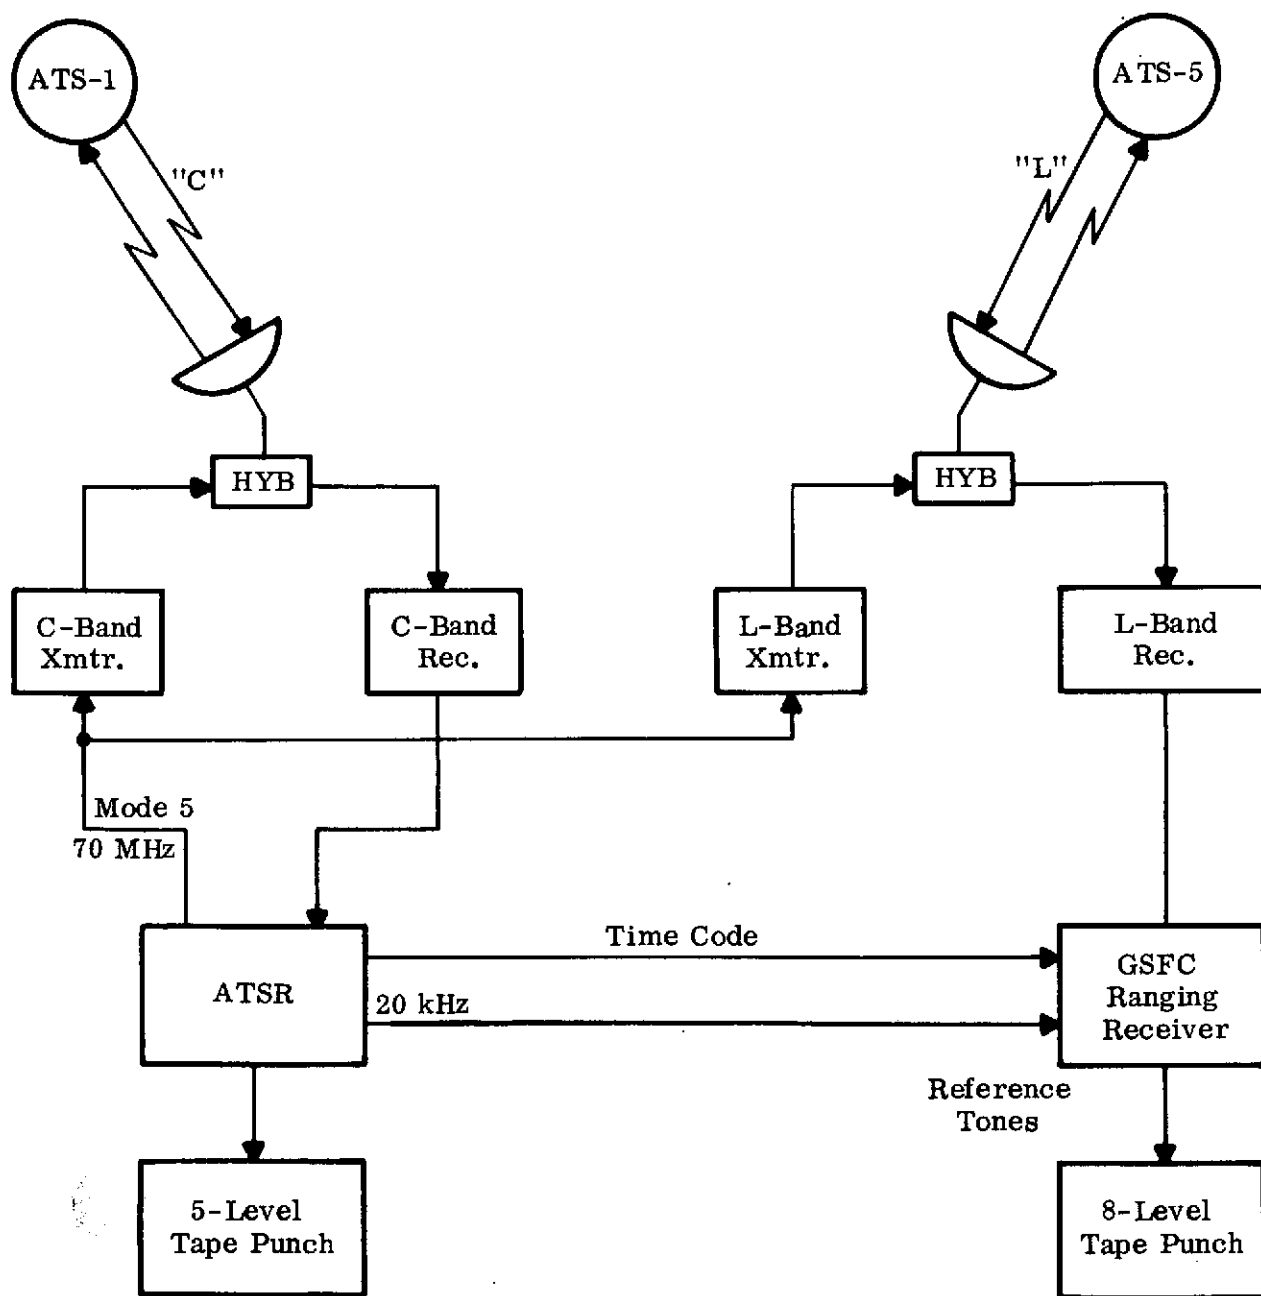 ATS-1
ATS-5
"C"
"L"
HYB
HYB
C-Band
Xmtr.
C-Band
Rec.
L-Band
Xmtr.
L-Band
Rec.
Mode 5
70 MHz
Time Code
ATSR
20 kHz
GSFC
Ranging
Receiver
Reference
Tones
5-Level
Tape Punch
8-Level
Tape Punch